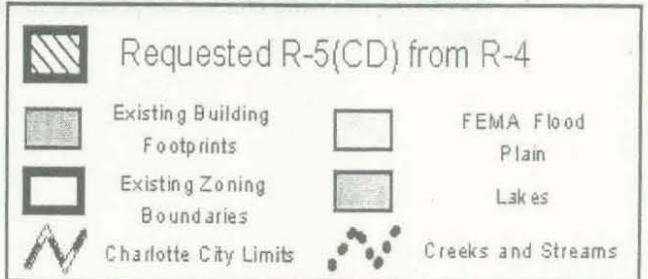 Requested R-5(CD) from R-4
Existing Building
Footprints
FEMA Flood
Plain
Existing Zoning
Boundaries
Lakes
Charlotte City Limits
Creeks and Streams